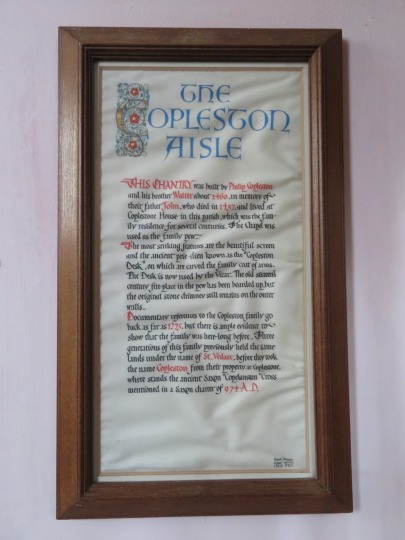 THE
COPLESTON
AISLE
THIS CHANTRY was built by Philip Copleston
and his brother Walter about 1460, in memory of
their father John, who died in 1457 and lived at
Coplestone House in this parish, which was the fam-
ily residence for several centuries. The Chapel was
used as the family pew.
The most striking features are the beautiful screen
and the ancient prie-dieu known as the "Copleston
Desk", on which are carved the family coat of arms.
The Desk is now used by the Vicar. The old sixteenth
century fire-place in the pew has been boarded up, but
the original stone chimney still remains on the outer
walls.
Documentary references to the Copleston family go
back as far as 1275, but there is ample evidence to
show that the family was here long before. Three
generations of this family previously held the same
lands under the name of St. Vedast, before they took
the name Copleston, from their property at Coplestone,
where stands the ancient Saxon "Copelanstan" Cross
mentioned in a Saxon charter of 974 A.D.